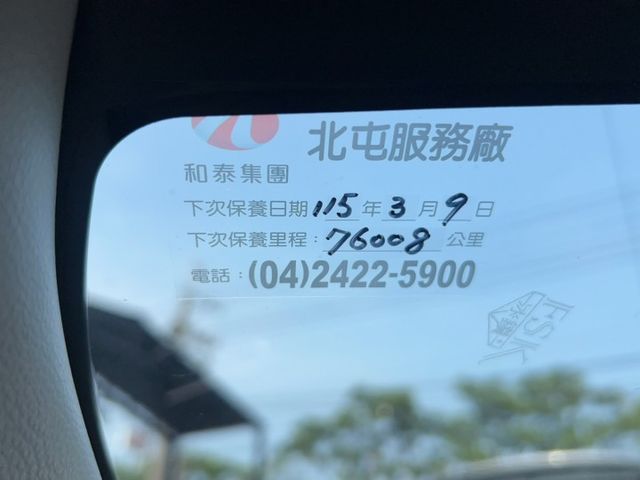 北屯服務廠
和泰集團
下次保養日期 115 年 3 月 9 日
下次保養里程：76008 公里
電話：(04)2422-5900